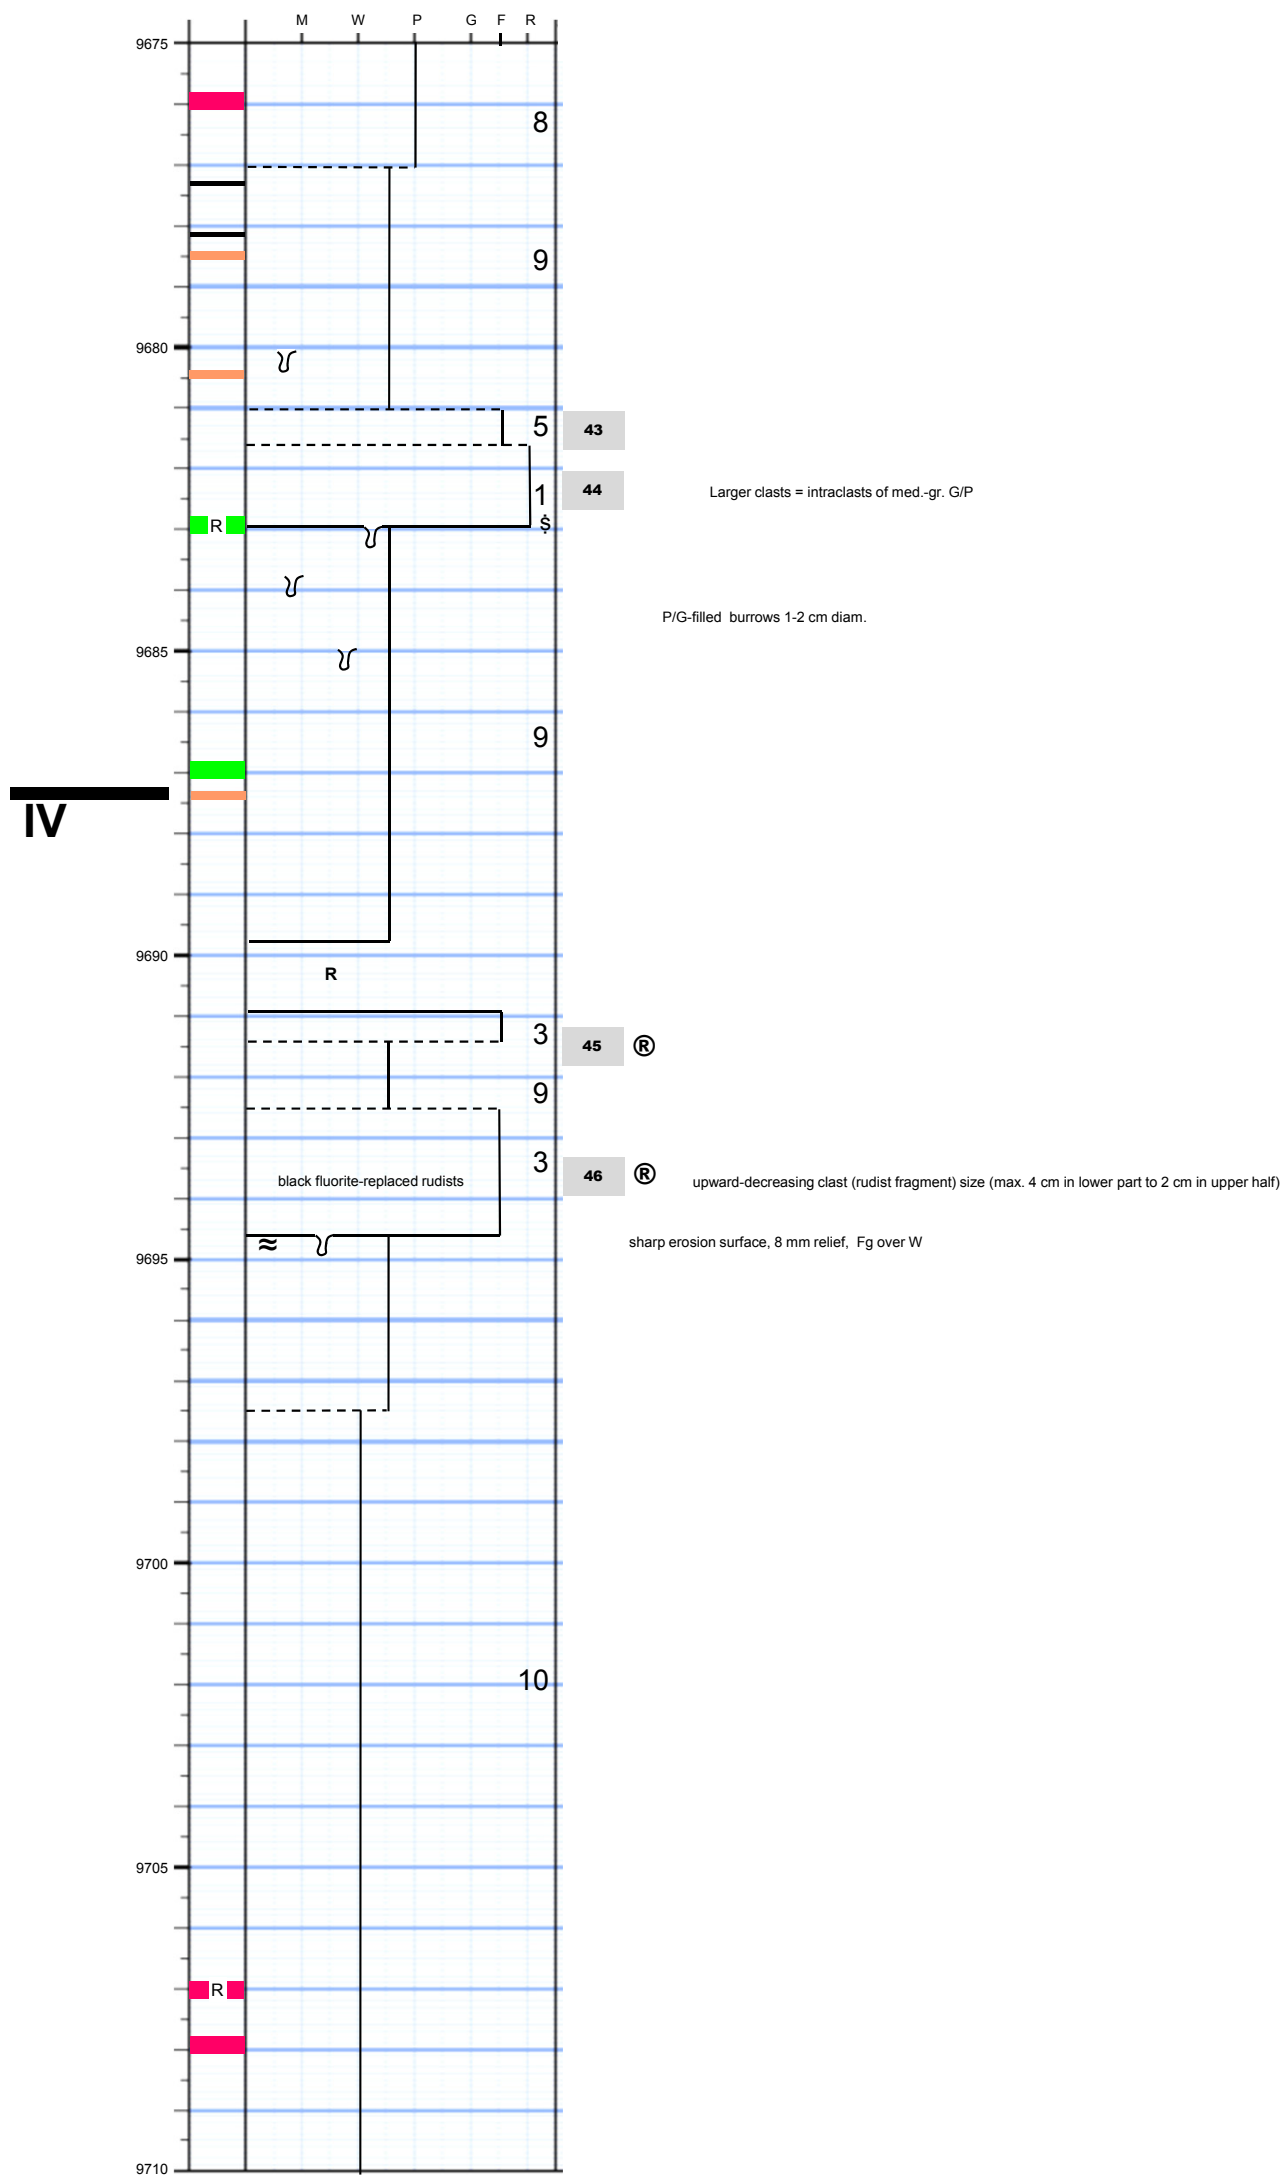 M W P G F R
9675
8
9
9680
5 43
1 44 Larger clasts = intraclasts of med.-gr. G/P
R $
P/G-filled burrows 1-2 cm diam.
9685
9
IV
9690
R
3 45 ®
9
3 46 ®
black fluorite-replaced rudists
upward-decreasing clast (rudist fragment) size (max. 4 cm in lower part to 2 cm in upper half)
≈ sharp erosion surface, 8 mm relief, Fg over W
9695
9700
10
9705
R
9710